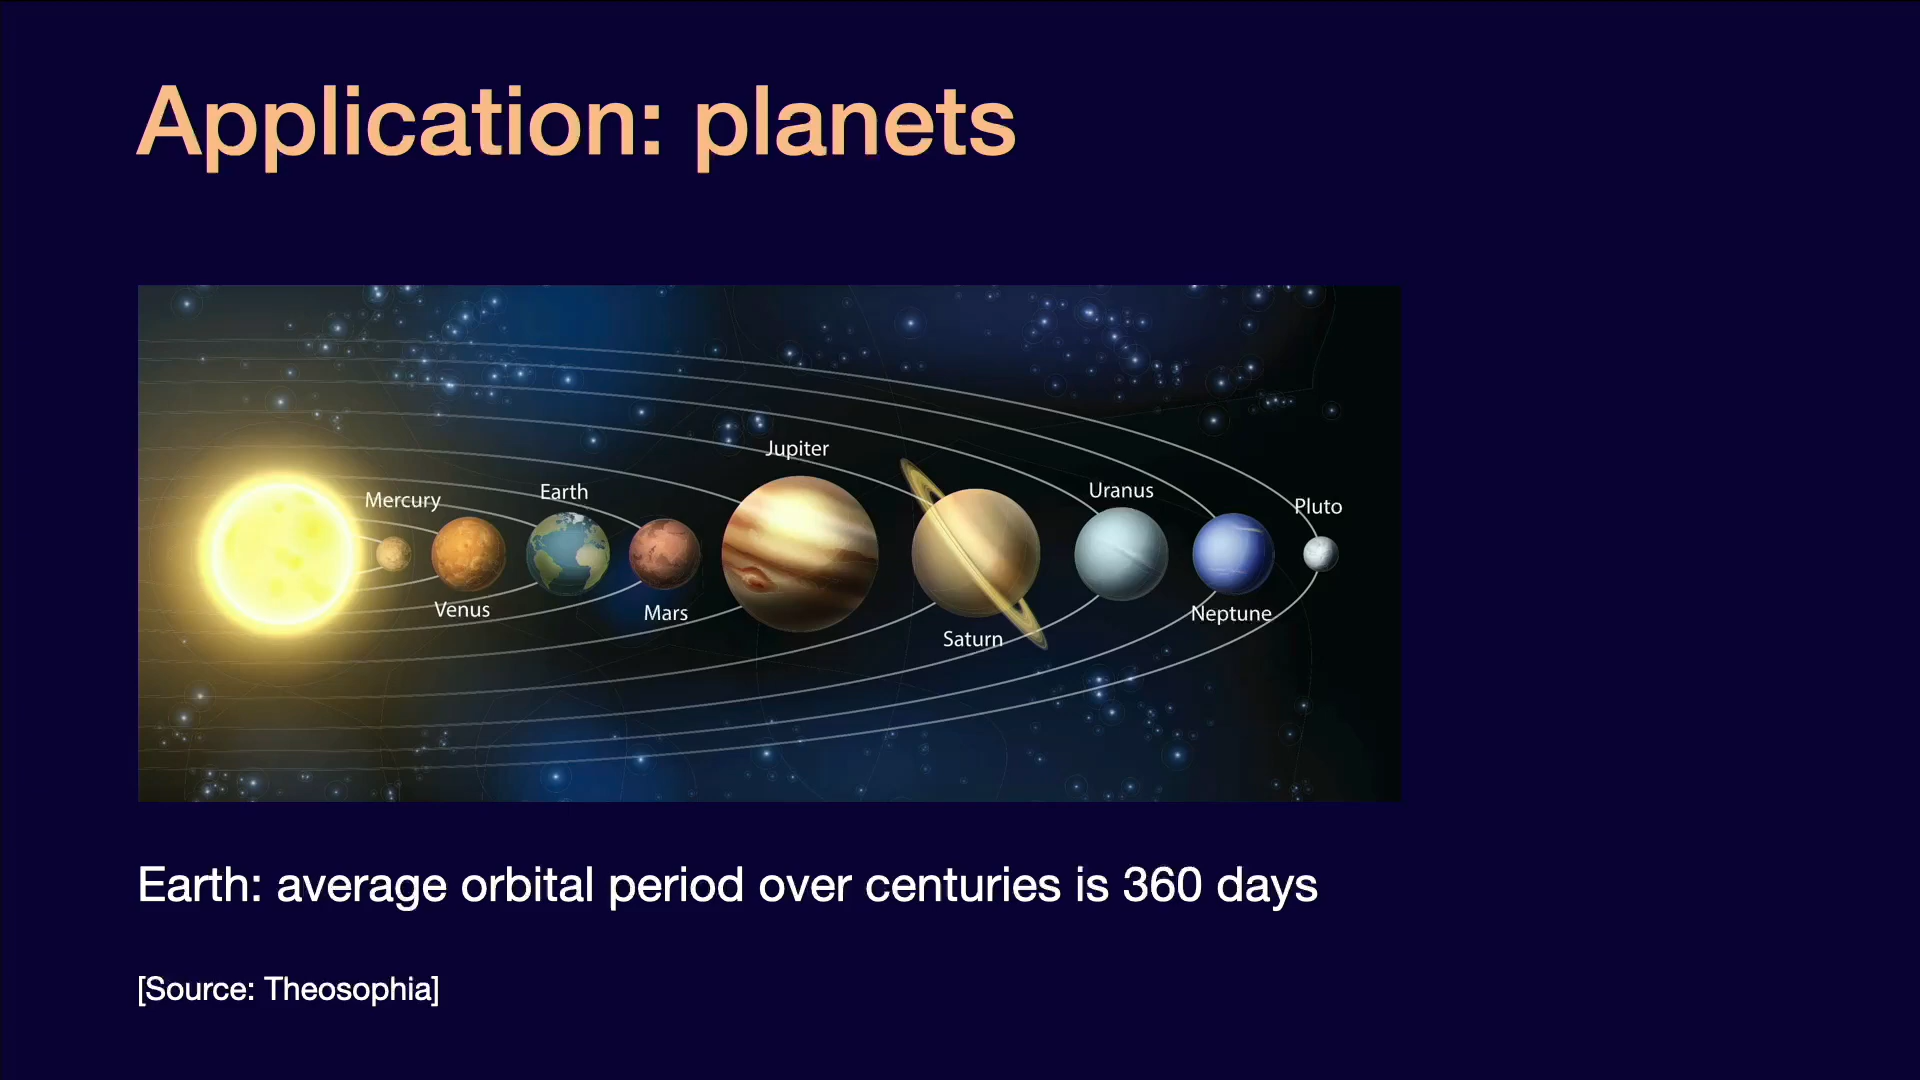 Application: planets
Jupiter
Mercury
Earth
Uranus
Pluto
Venus
Mars
Neptune
Saturn
Earth: average orbital period over centuries is 360 days
[Source: Theosophia]